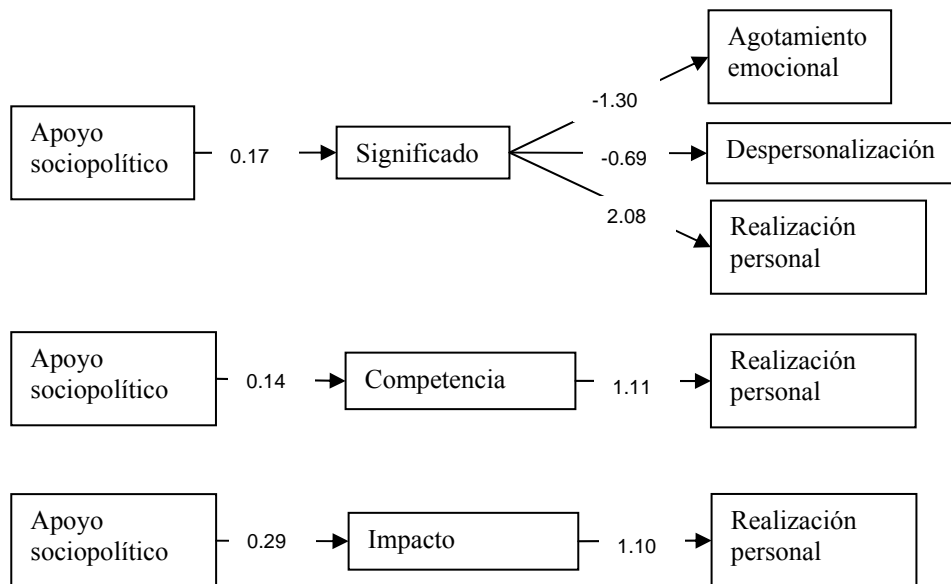 Agotamiento
emocional
-1.30
Apoyo
sociopolítico
0.17
Significado
-0.69
Despersonalización
2.08
Realización
personal
Apoyo
sociopolítico
0.14
Competencia
1.11
Realización
personal
Apoyo
sociopolítico
0.29
Impacto
1.10
Realización
personal